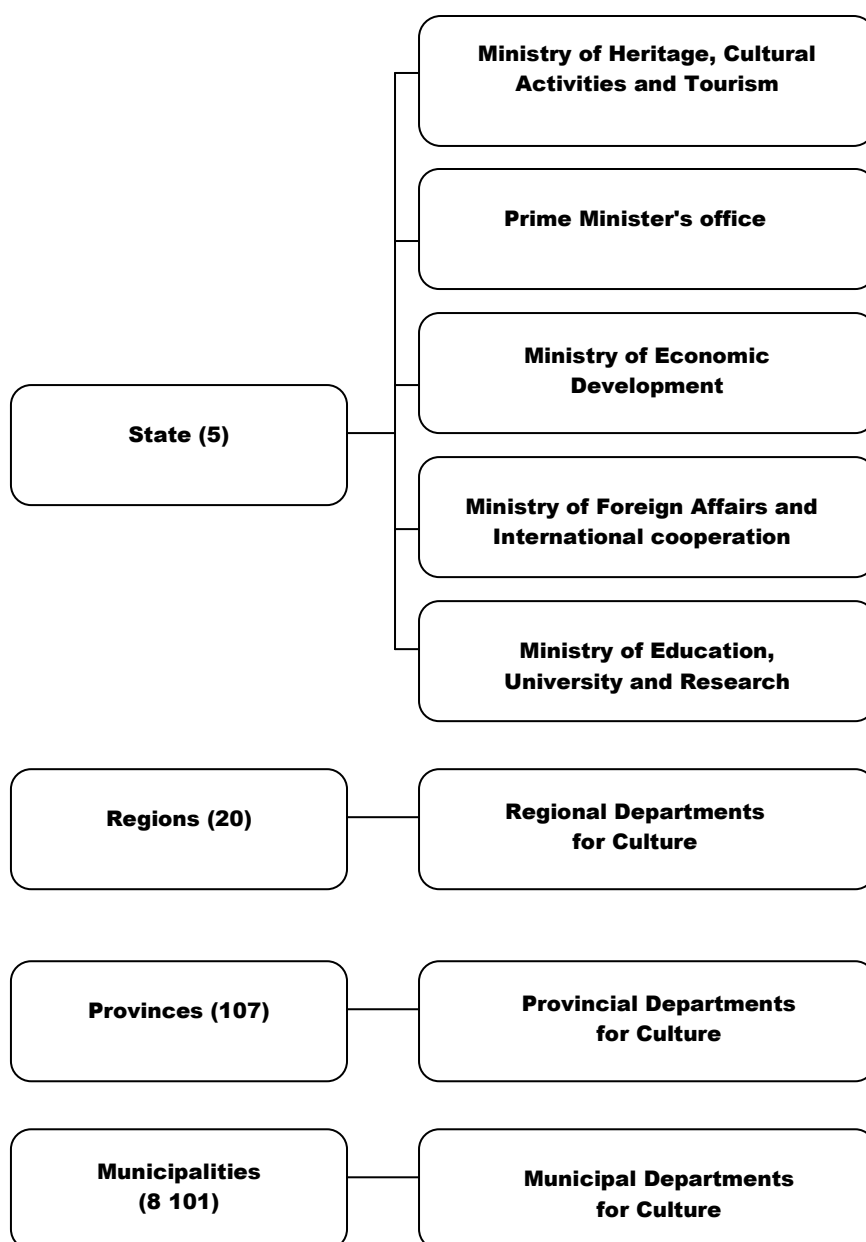 Ministry of Heritage, Cultural
Activities and Tourism
Prime Minister's office
Ministry of Economic
Development
State (5)
Ministry of Foreign Affairs and
International cooperation
Ministry of Education,
University and Research
Regions (20)
Regional Departments
for Culture
Provinces (107)
Provincial Departments
for Culture
Municipalities
(8 101)
Municipal Departments
for Culture